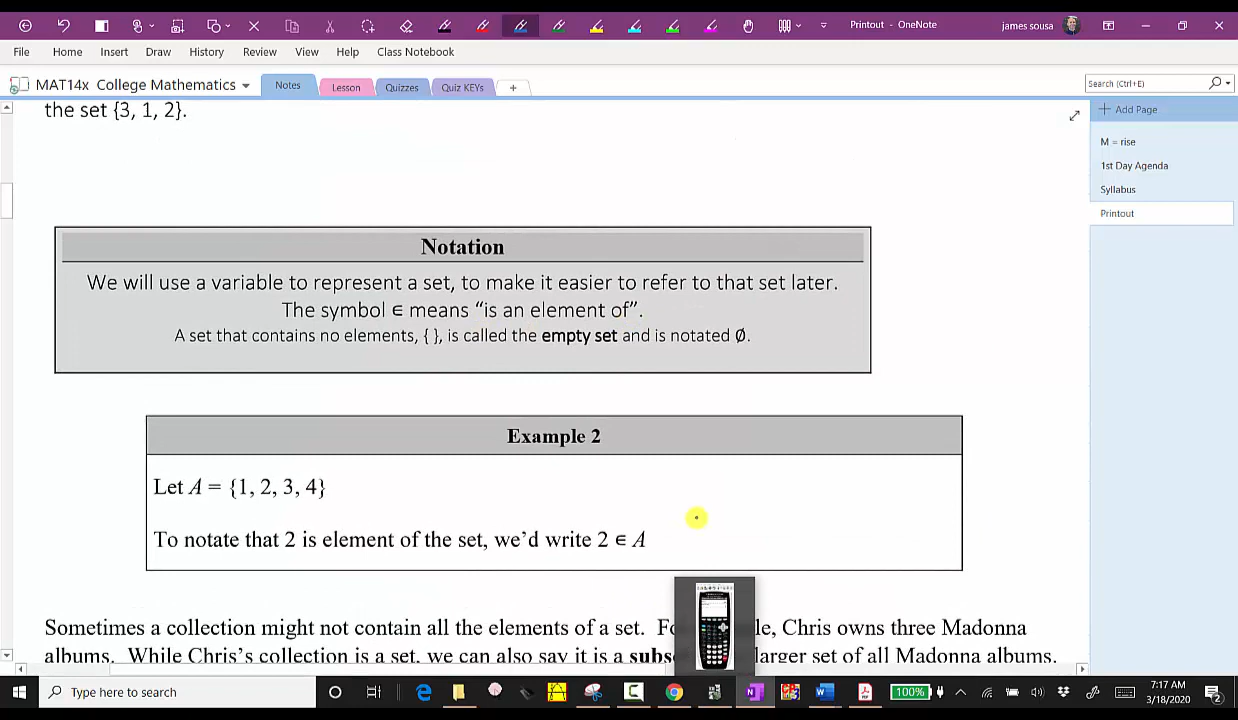 Printout - OneNote
james sousa
File Home Insert Draw History Review View Help Class Notebook
MAT14x College Mathematics Notes Lesson Quizzes Quiz KEYs +
Search (Ctrl+E)
Add Page
M = rise
1st Day Agenda
Syllabus
Printout
the set {3, 1, 2}.
Notation
We will use a variable to represent a set, to make it easier to refer to that set later.
The symbol ∈ means “is an element of”.
A set that contains no elements, { }, is called the empty set and is notated ∅.
Example 2
Let A = {1, 2, 3, 4}
To notate that 2 is element of the set, we’d write 2 ∈ A
Sometimes a collection might not contain all the elements of a set. Fo le, Chris owns three Madonna
albums. While Chris’s collection is a set, we can also say it is a subs larger set of all Madonna albums.
Type here to search
100%
7:17 AM
3/18/2020
2